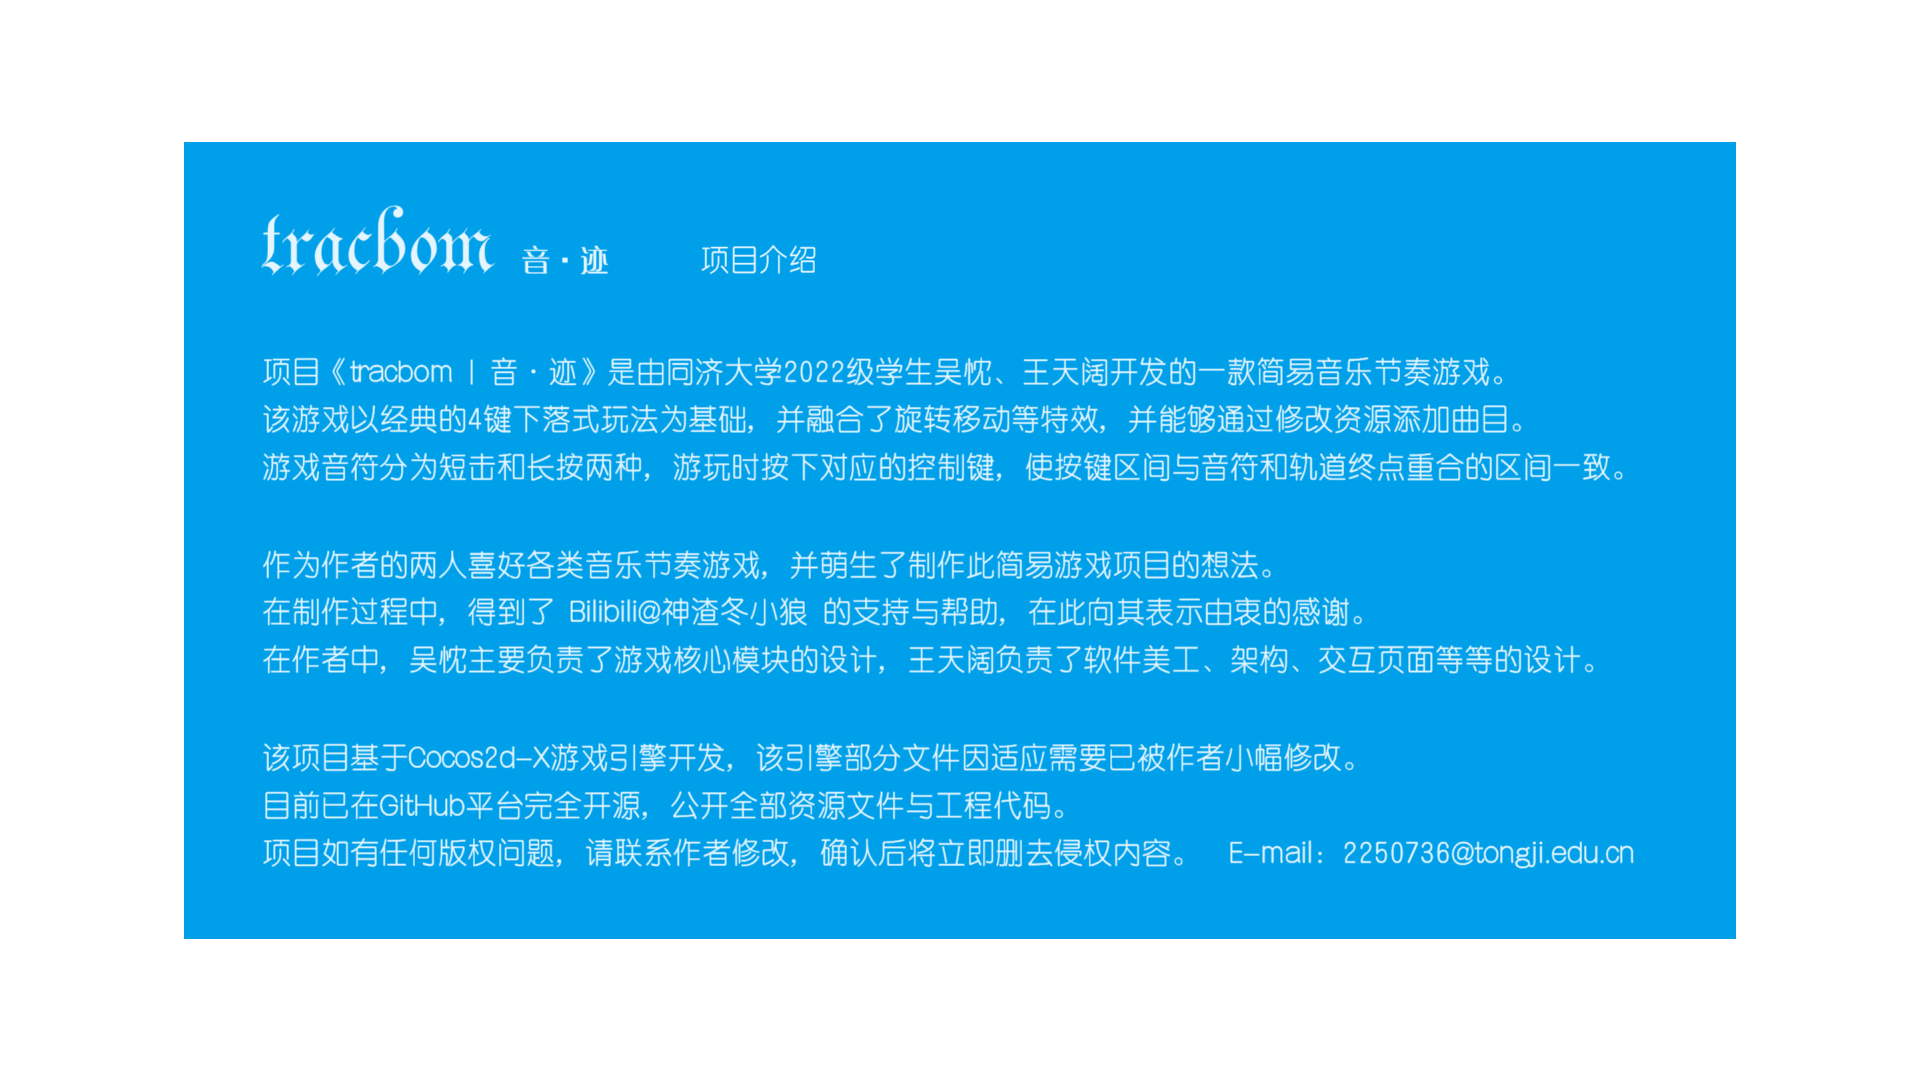 tracbom 音·迹 项目介绍
项目《tracbom | 音·迹》是由同济大学2022级学生吴忱、王天阔开发的一款简易音乐节奏游戏。
该游戏以经典的4键下落式玩法为基础，并融合了旋转移动等特效，并能够通过修改资源添加曲目。
游戏音符分为短击和长按两种，游玩时按下对应的控制键，使按键区间与音符和轨道终点重合的区间一致。
作为作者的两人喜好各类音乐节奏游戏，并萌生了制作此简易游戏项目的想法。
在制作过程中，得到了 Bilibili@神渣冬小狼 的支持与帮助，在此向其表示由衷的感谢。
在作者中，吴忱主要负责了游戏核心模块的设计，王天阔负责了软件美工、架构、交互页面等等的设计。
该项目基于Cocos2d-X游戏引擎开发，该引擎部分文件因适应需要已被作者小幅修改。
目前已在GitHub平台完全开源，公开全部资源文件与工程代码。
项目如有任何版权问题，请联系作者修改，确认后将立即删去侵权内容。 E-mail：2250736@tongji.edu.cn